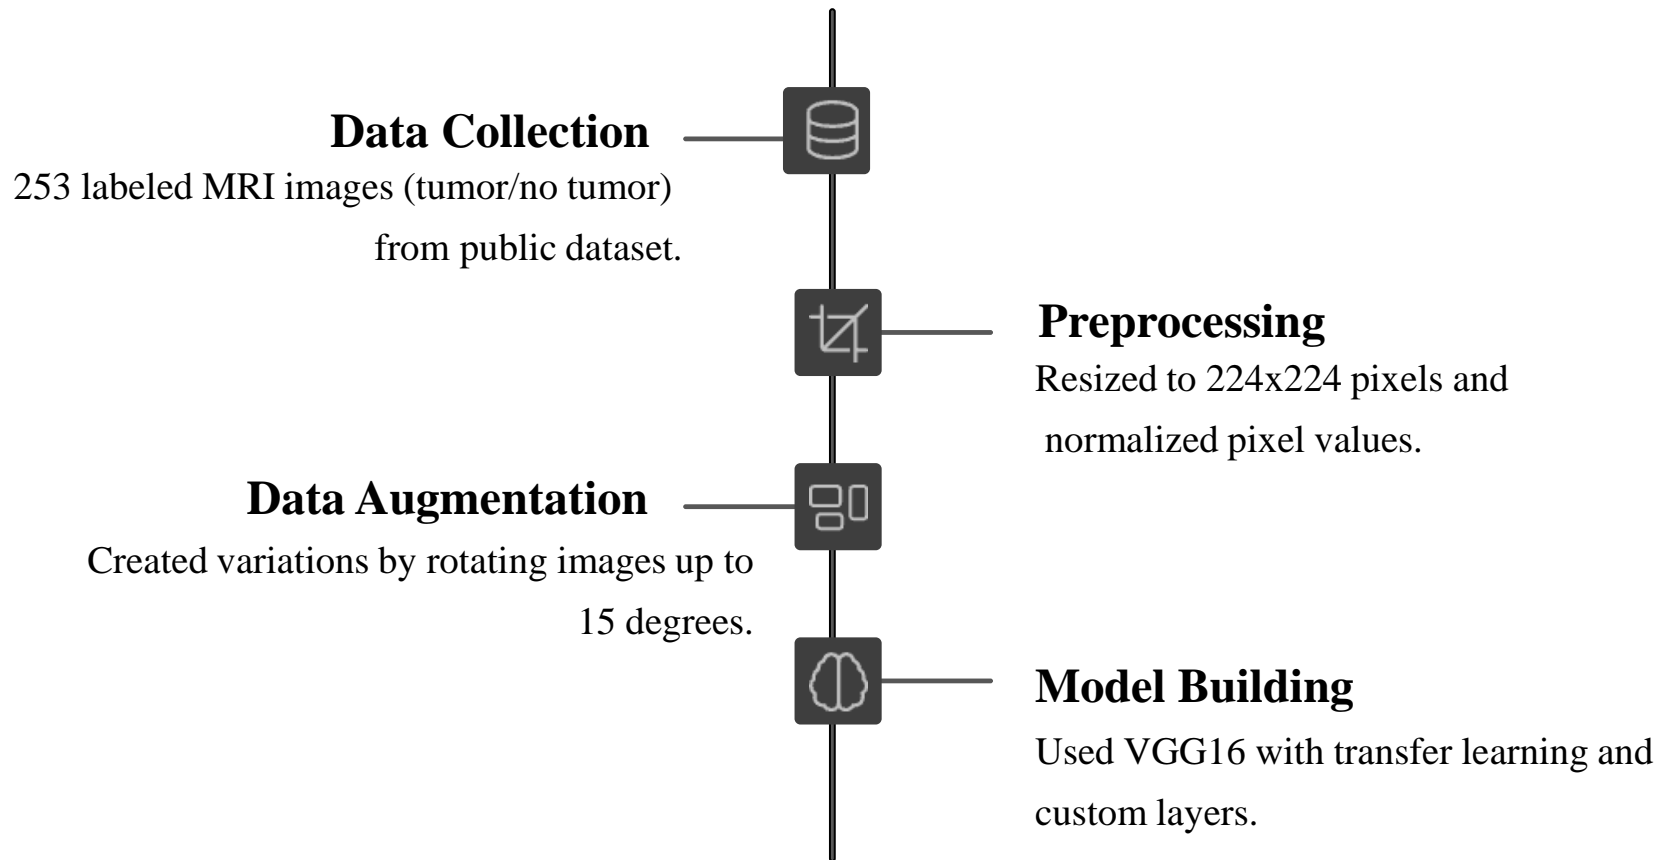 Data Collection
253 labeled MRI images (tumor/no tumor)
from public dataset.
Preprocessing
Resized to 224x224 pixels and
normalized pixel values.
Data Augmentation
Created variations by rotating images up to
15 degrees.
Model Building
Used VGG16 with transfer learning and
custom layers.